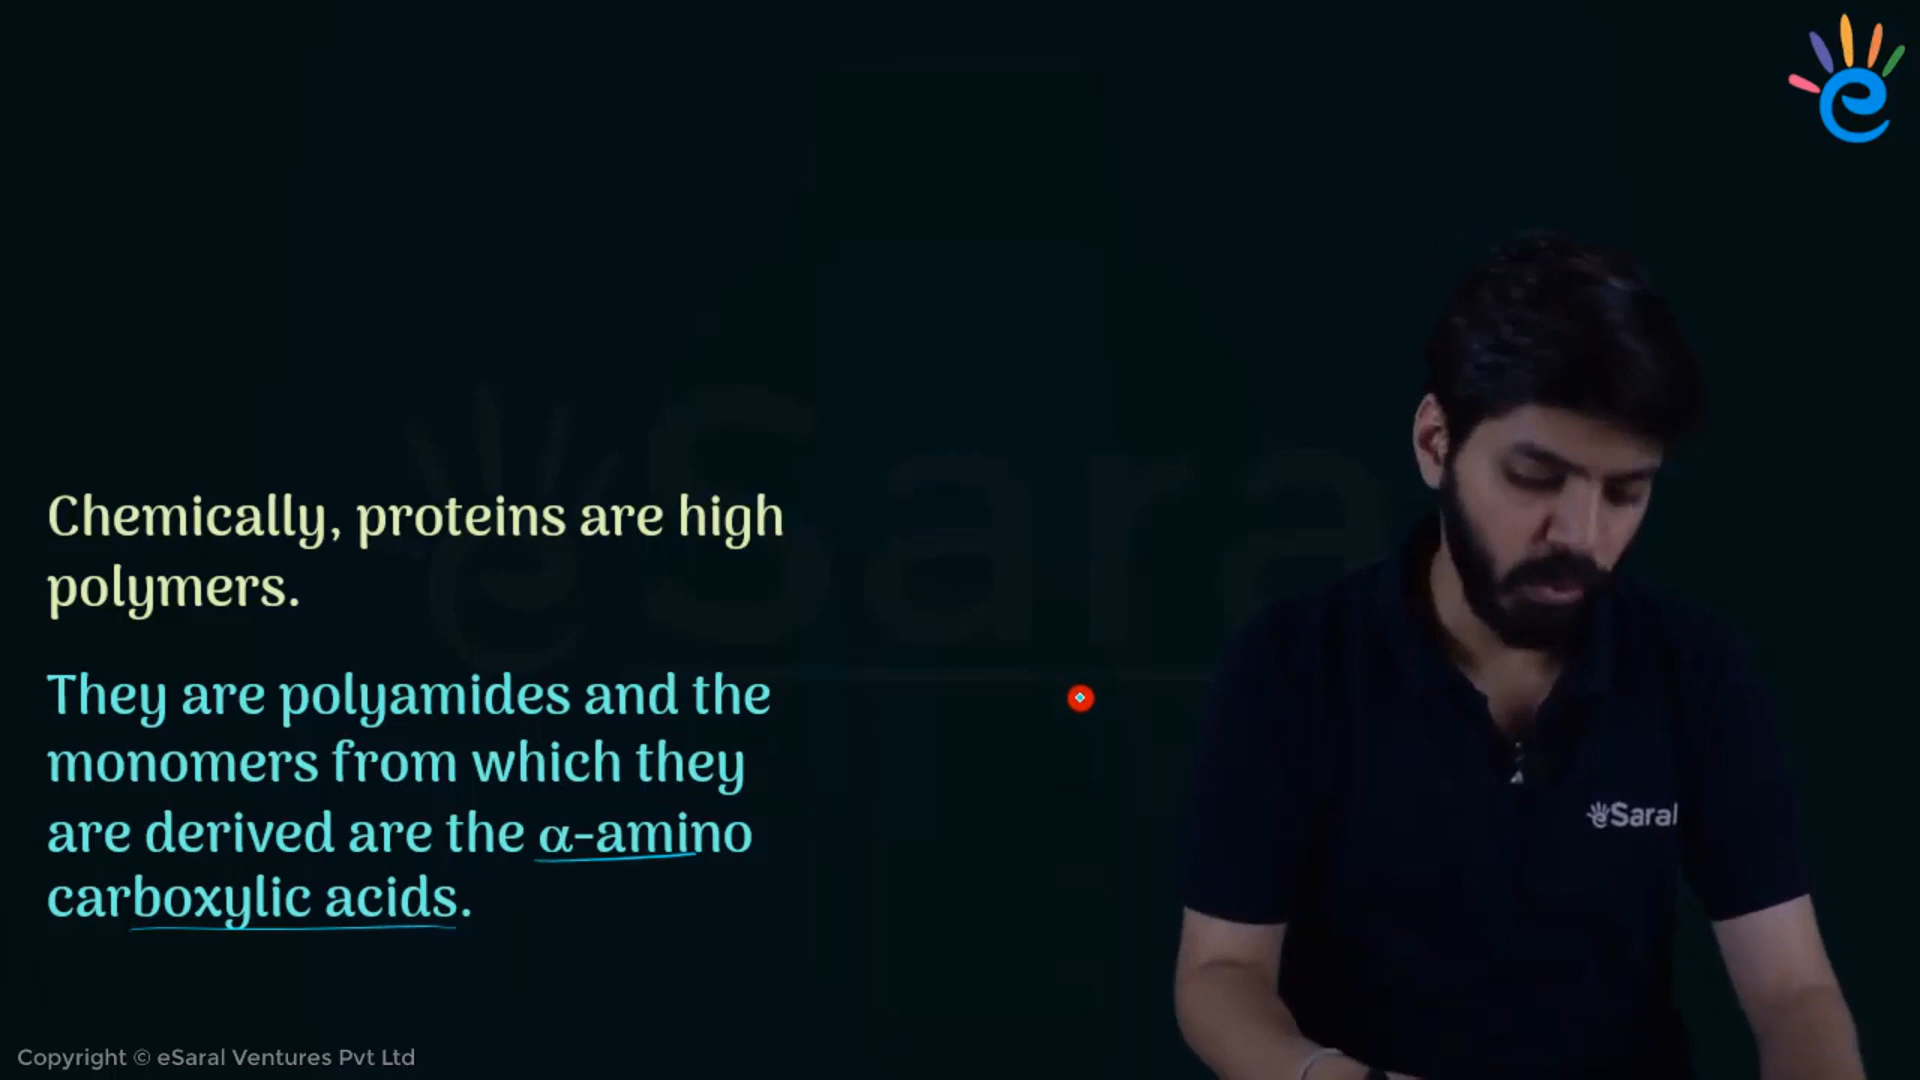 Chemically, proteins are high
polymers.
They are polyamides and the
monomers from which they
are derived are the α-amino
carboxylic acids.
eSaral
Copyright © eSaral Ventures Pvt Ltd